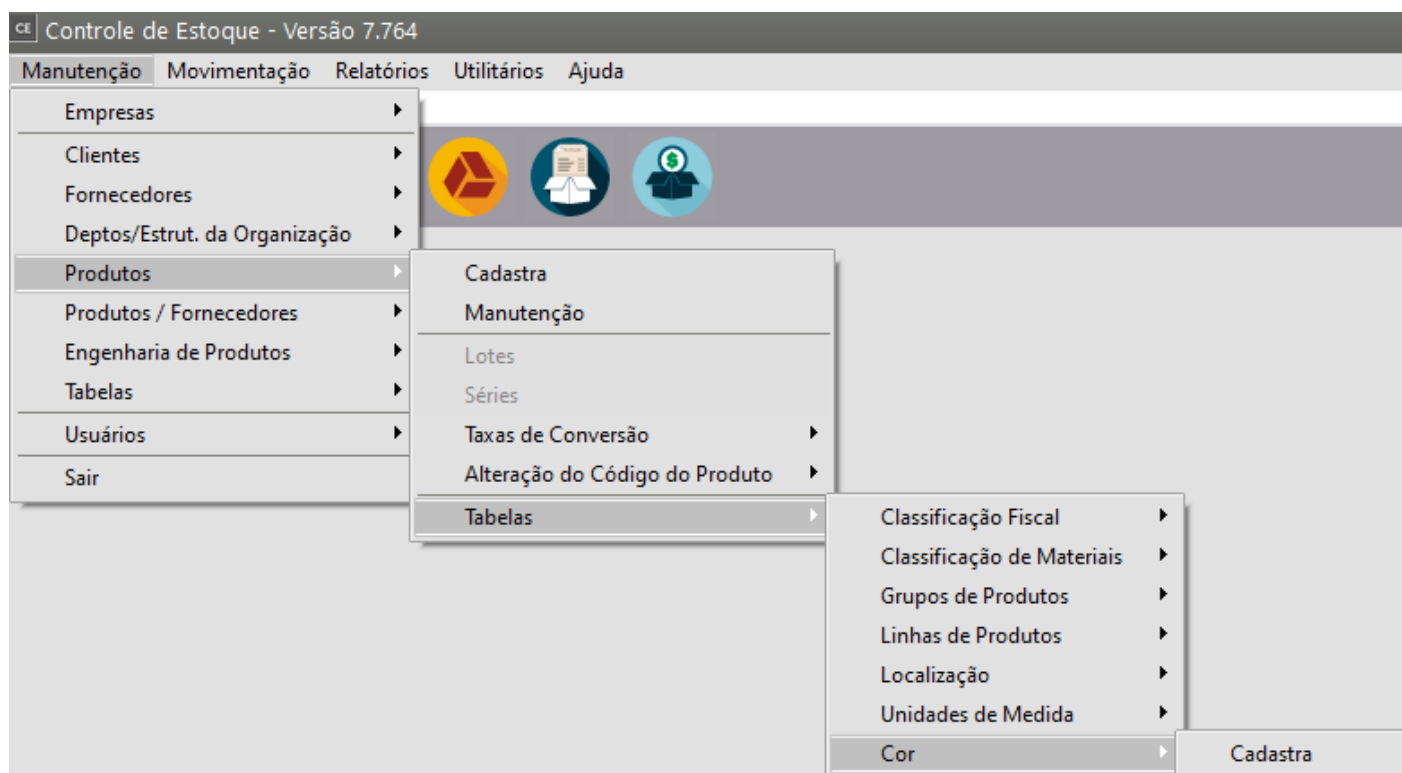 CE Controle de Estoque - Versão 7.764
Manutenção Movimentação Relatórios Utilitários Ajuda
Empresas
Clientes
Fornecedores
Deptos/Estrut. da Organização
Produtos
Produtos / Fornecedores
Engenharia de Produtos
Tabelas
Usuários
Sair
Cadastra
Manutenção
Lotes
Séries
Taxas de Conversão
Alteração do Código do Produto
Tabelas
Classificação Fiscal
Classificação de Materiais
Grupos de Produtos
Linhas de Produtos
Localização
Unidades de Medida
Cor
Cadastra